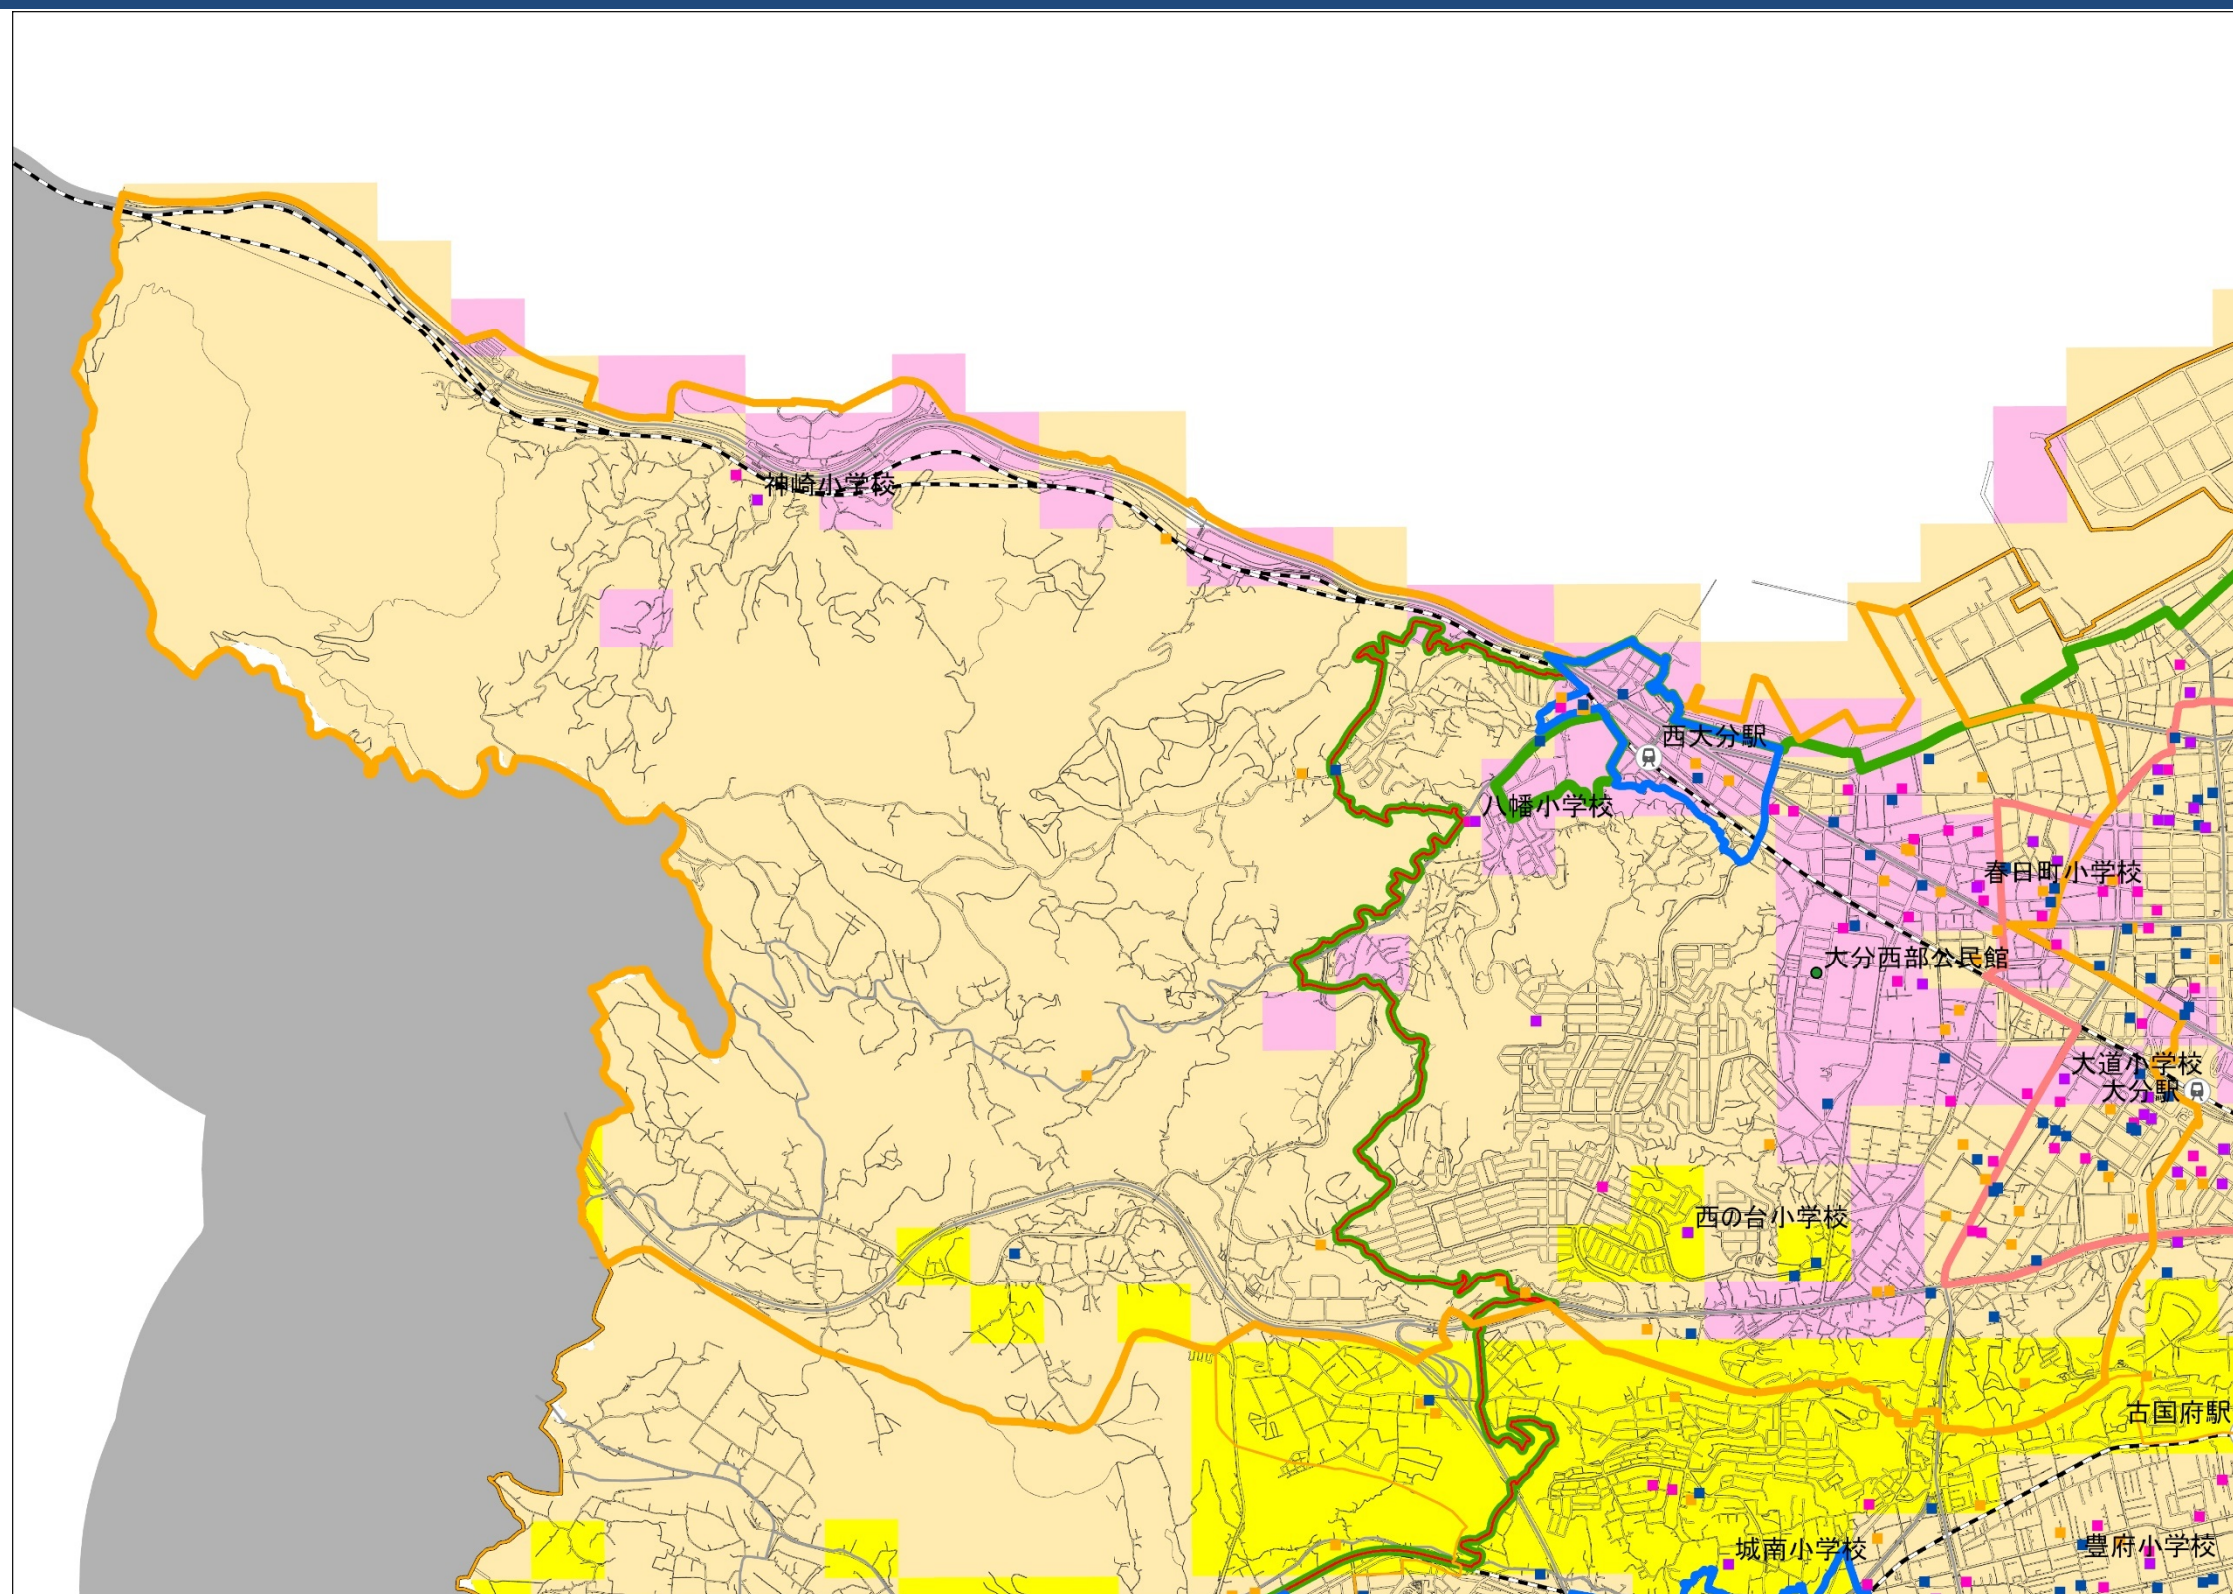 神崎小学校
西大分駅
八幡小学校
春日町小学校
大分西部公民館
大道小学校
大分駅
西の台小学校
古国府駅
城南小学校
豊府小学校